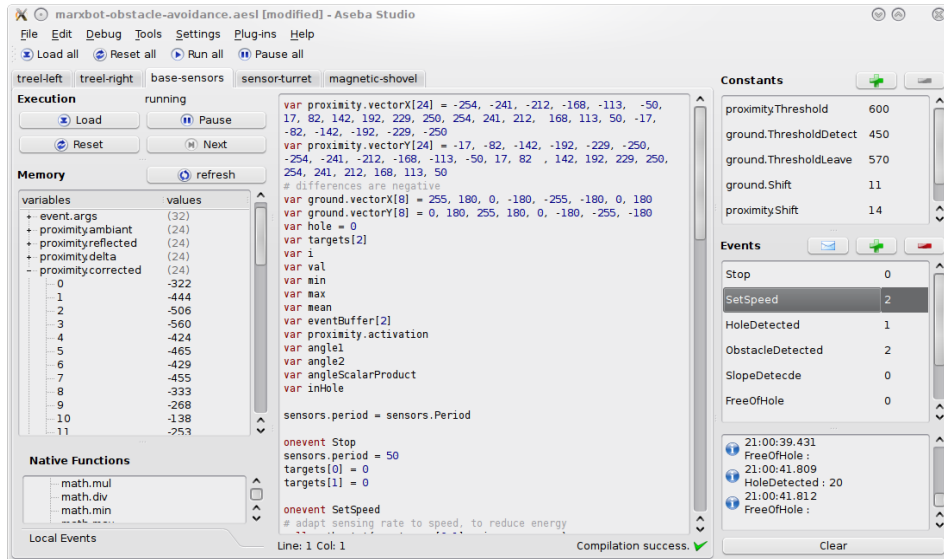 marxbot-obstacle-avoidance.aesl [modified] - Aseba Studio
File Edit Debug Tools Settings Plug-ins Help
Load all Reset all Run all Pause all
treel-left treel-right base-sensors sensor-turret magnetic-shovel
Execution running
Load Pause
Reset Next
Memory refresh
variables values
event.args (32)
proximity.ambiant (24)
proximity.reflected (24)
proximity.delta (24)
proximity.corrected (24)
0 -322
1 -444
2 -506
3 -560
4 -424
5 -465
6 -429
7 -455
8 -333
9 -268
10 -138
11 -253
Native Functions
math.mul
math.div
math.min
Local Events
var proximity.vectorX[24] = -254, -241, -212, -168, -113, -50,
17, 82, 142, 192, 229, 250, 254, 241, 212, 168, 113, 50, -17,
-82, -142, -192, -229, -250
var proximity.vectorY[24] = -17, -82, -142, -192, -229, -250,
-254, -241, -212, -168, -113, -50, 17, 82 , 142, 192, 229, 250,
254, 241, 212, 168, 113, 50
# differences are negative
var ground.vectorX[8] = 255, 180, 0, -180, -255, -180, 0, 180
var ground.vectorY[8] = 0, 180, 255, 180, 0, -180, -255, -180
var hole = 0
var targets[2]
var i
var val
var min
var max
var mean
var eventBuffer[2]
var proximity.activation
var angle1
var angle2
var angleScalarProduct
var inHole
sensors.period = sensors.Period
onevent Stop
sensors.period = 50
targets[0] = 0
targets[1] = 0
onevent SetSpeed
# adapt sensing rate to speed, to reduce energy
Line: 1 Col: 1 Compilation success.
Constants
proximity.Threshold 600
ground.ThresholdDetect 450
ground.ThresholdLeave 570
ground.Shift 11
proximity.Shift 14
Events
Stop 0
SetSpeed 2
HoleDetected 1
ObstacleDetected 2
SlopeDetecde 0
FreeOfHole 0
21:00:39.431
FreeOfHole :
21:00:41.809
HoleDetected : 20
21:00:41.812
FreeOfHole :
Clear